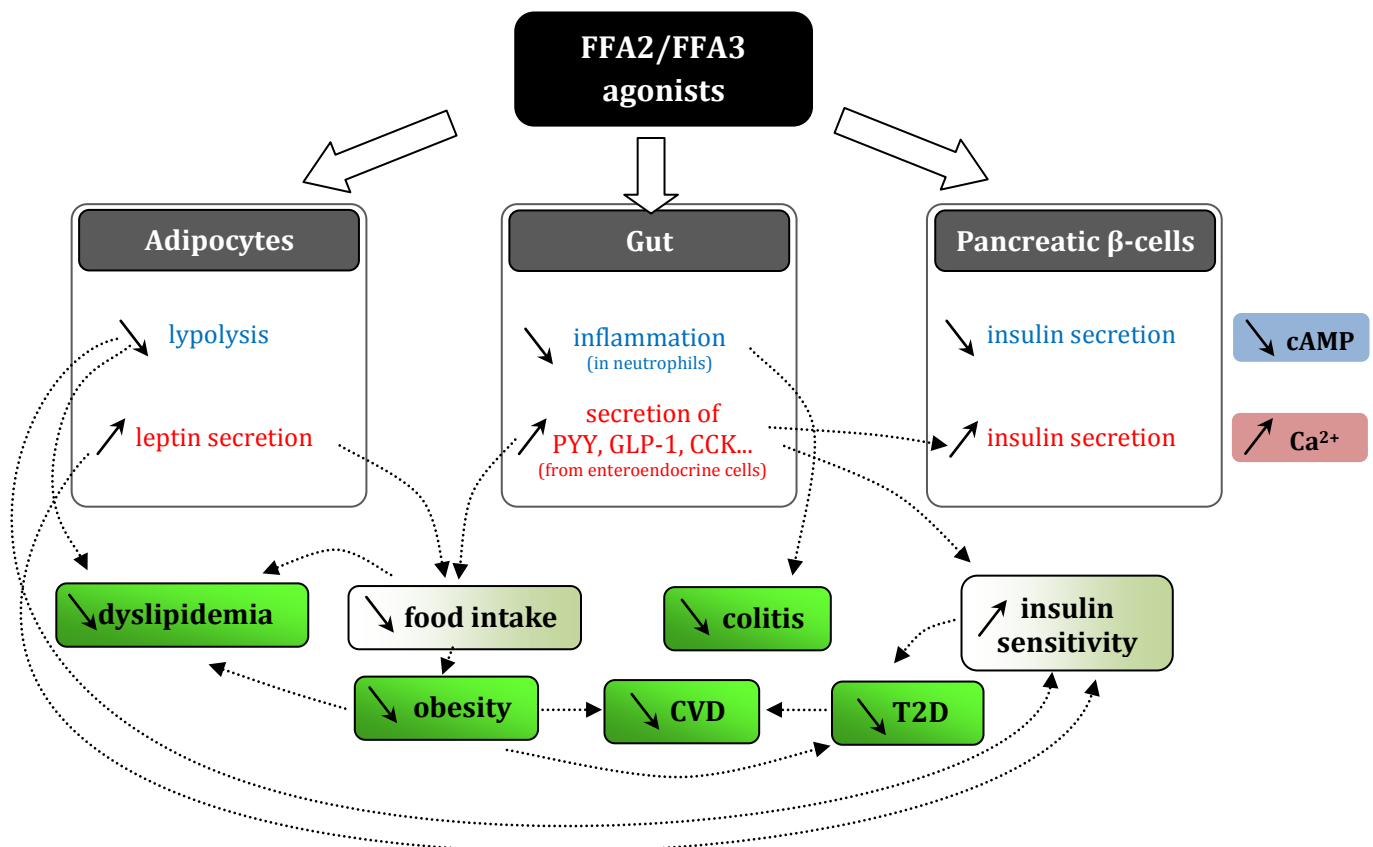 FFA2/FFA3
agonists
Adipocytes
lypolysis
leptin secretion
Gut
inflammation
(in neutrophils)
secretion of
PYY, GLP-1, CCK...
(from enteroendocrine cells)
Pancreatic β-cells
insulin secretion
insulin secretion
cAMP
Ca²⁺
dyslipidemia
food intake
colitis
insulin
sensitivity
obesity
CVD
T2D